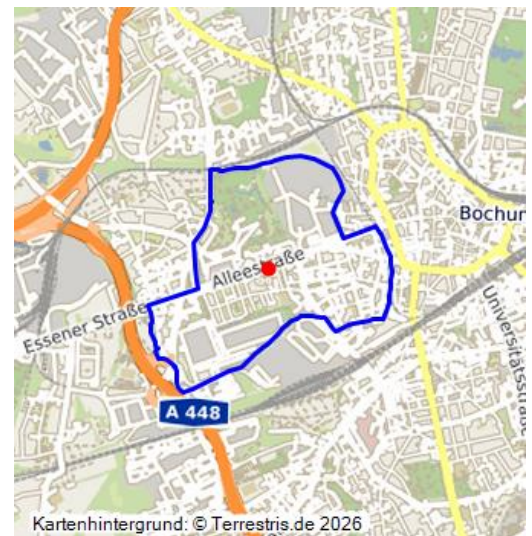 Bochum
Alleestraße
Essener Straße
Universitätsstraße
A 448
Kartenhintergrund: © Terrestris.de 2026